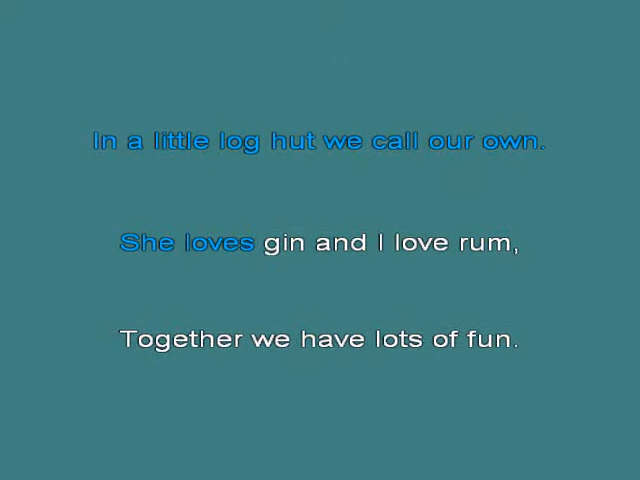 In a little log hut we call our own.
She loves gin and I love rum,
Together we have lots of fun.